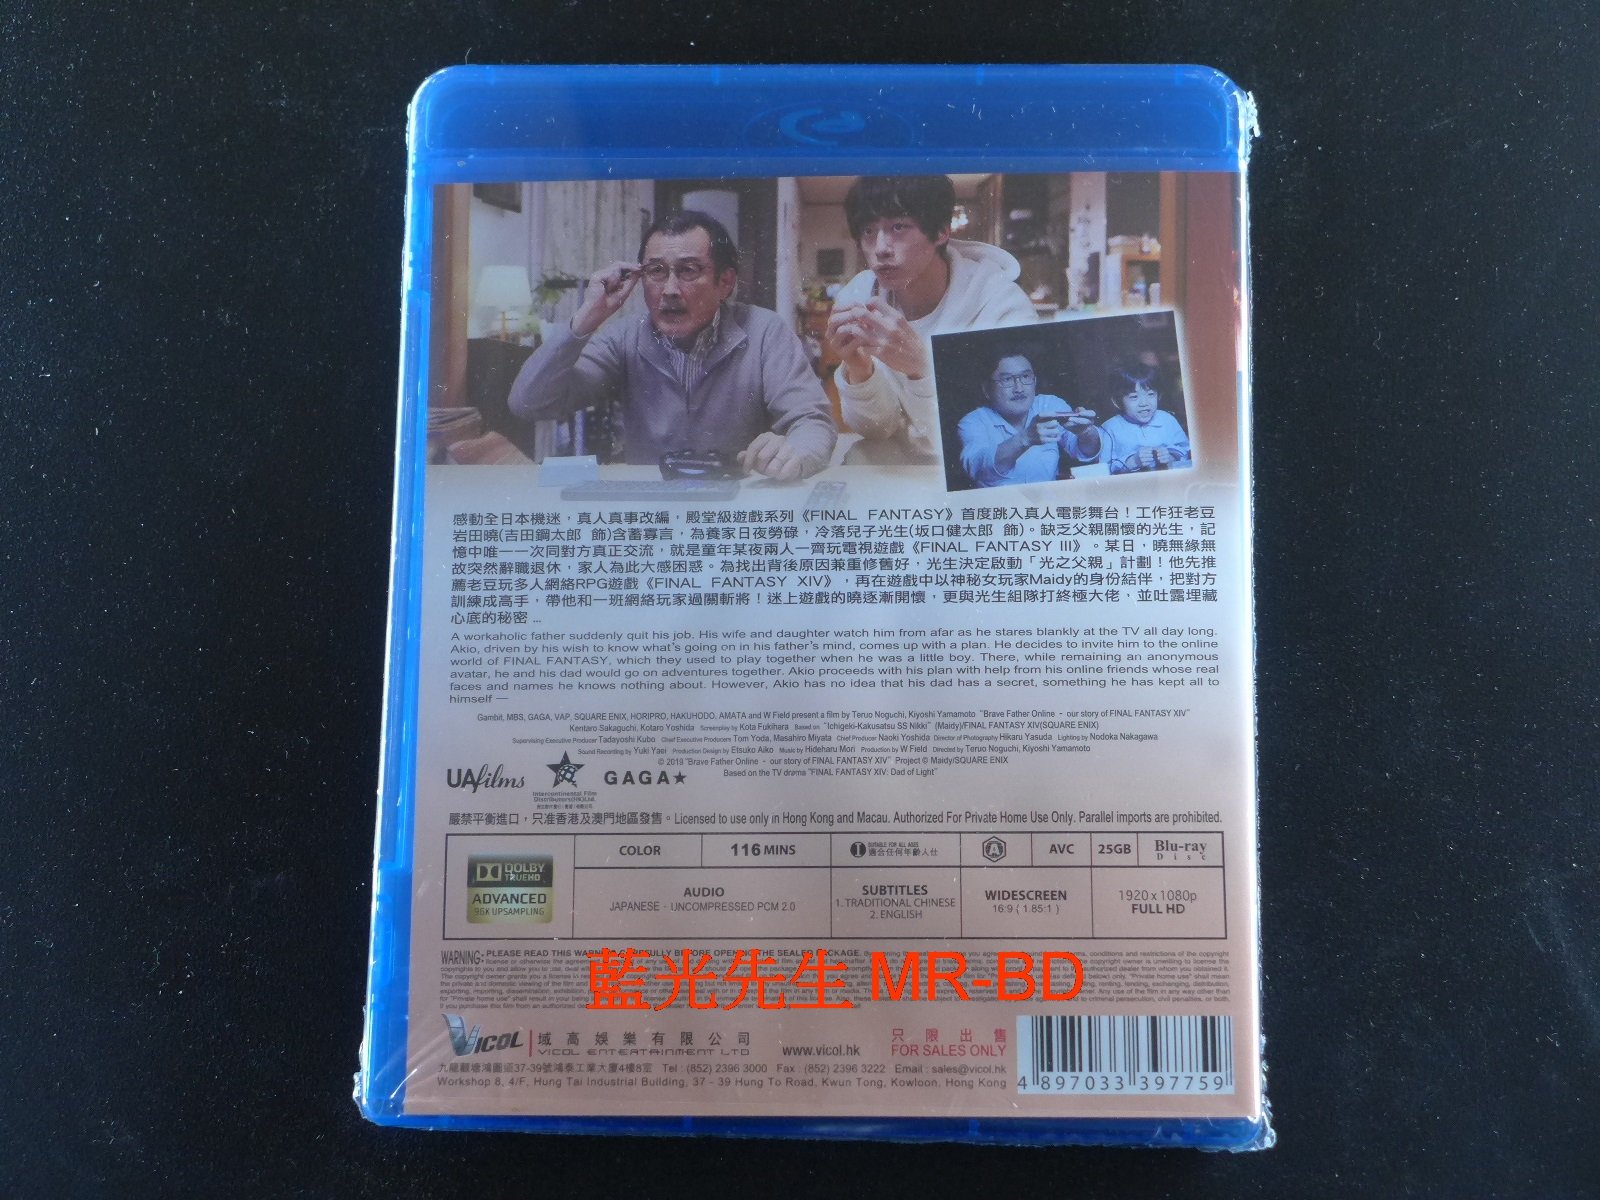 感動全日本機迷，真人真事改編，殿堂級遊戲系列《FINAL FANTASY》首度跳入真人電影舞台！工作狂老豆
岩田曉(吉田鋼太郎 飾)含蓄寡言，為養家日夜勞碌，冷落兒子光生(坂口健太郎 飾)。缺乏父親關懷的光生，記
憶中唯一一次同對方真正交流，就是童年某夜兩人一齊玩電視遊戲《FINAL FANTASY III》。某日，曉無緣無
故突然辭職退休，家人為此大感困惑。為找出背後原因兼重修舊好，光生決定啟動「光之父親」計劃！他先推
薦老豆玩多人網絡RPG遊戲《FINAL FANTASY XIV》，再在遊戲中以神秘女玩家Maidy的身份結伴，把對方
訓練成高手，帶他和一班網絡玩家過關斬將！迷上遊戲的曉逐漸開懷，更與光生組隊打終極大佬，並吐露埋藏
心底的秘密 ...
A workaholic father suddenly quit his job. His wife and daughter watch him from afar as he stares blankly at the TV all day long.
Akio, driven by his wish to know what's going on in his father's mind, comes up with a plan. He decides to invite him to the online
world of FINAL FANTASY, which they used to play together when he was a little boy. There, while remaining an anonymous
avatar, he and his dad would go on adventures together. Akio proceeds with his plan with help from his online friends whose real
faces and names he knows nothing about. However, Akio has no idea that his dad has a secret, something he has kept all to
himself —
Gambit, MBS, GAGA, VAP, SQUARE ENIX, HORIPRO, HAKUHODO, AMATA and W Field present a film by Teruo Noguchi, Kiyoshi Yamamoto "Brave Father Online - our story of FINAL FANTASY XIV"
Kentaro Sakaguchi, Kotaro Yoshida Screenplay by Kota Fukihara Based on "Ichigeki-Kakusatsu SS Nikki" (Maidy)/FINAL FANTASY XIV(SQUARE ENIX)
Supervising Executive Producer Tadayoshi Kubo Chief Executive Producers Tom Yoda, Masahiro Miyata Chief Producer Naoki Yoshida Director of Photography Hikaru Yasuda Lighting by Nodoka Nakagawa
Sound Recording by Yuki Yaei Production Design by Etsuko Aiko Music by Hideharu Mori Production by W Field Directed by Teruo Noguchi, Kiyoshi Yamamoto
© 2019 "Brave Father Online - our story of FINAL FANTASY XIV" Project © Maidy/SQUARE ENIX
Based on the TV drama "FINAL FANTASY XIV: Dad of Light"
UAfilms
Intercontinental Film
Distributors(HK)Ltd.
GAGA★
嚴禁平衡進口，只准香港及澳門地區發售。Licensed to use only in Hong Kong and Macau. Authorized For Private Home Use Only. Parallel imports are prohibited.
DOLBY
TRUEHD
ADVANCED
96K UPSAMPLING
COLOR
116 MINS
I SUITABLE FOR ALL AGES
適合任何年齡人仕
A
AVC
25GB
Blu-ray
Disc
AUDIO
JAPANESE - UNCOMPRESSED PCM 2.0
SUBTITLES
1. TRADITIONAL CHINESE
2. ENGLISH
WIDESCREEN
16:9 ( 1.85:1 )
1920 x 1080p
FULL HD
WARNING- PLEASE READ THIS WARNING CAREFULLY BEFORE OPENING THE SEALED PACKAGE.
藍光先生 MR-BD
VICOL
域高娛樂有限公司
VICOL ENTERTAINMENT LTD
www.vicol.hk
只限出售
FOR SALES ONLY
九龍觀塘鴻圖道37-39號鴻泰工業大廈4樓8室 Tel : (852) 2396 3000 Fax : (852) 2396 3222 Email : sales@vicol.hk
Workshop 8, 4/F, Hung Tai Industrial Building, 37 - 39 Hung To Road, Kwun Tong, Kowloon, Hong Kong
4 897033 397759